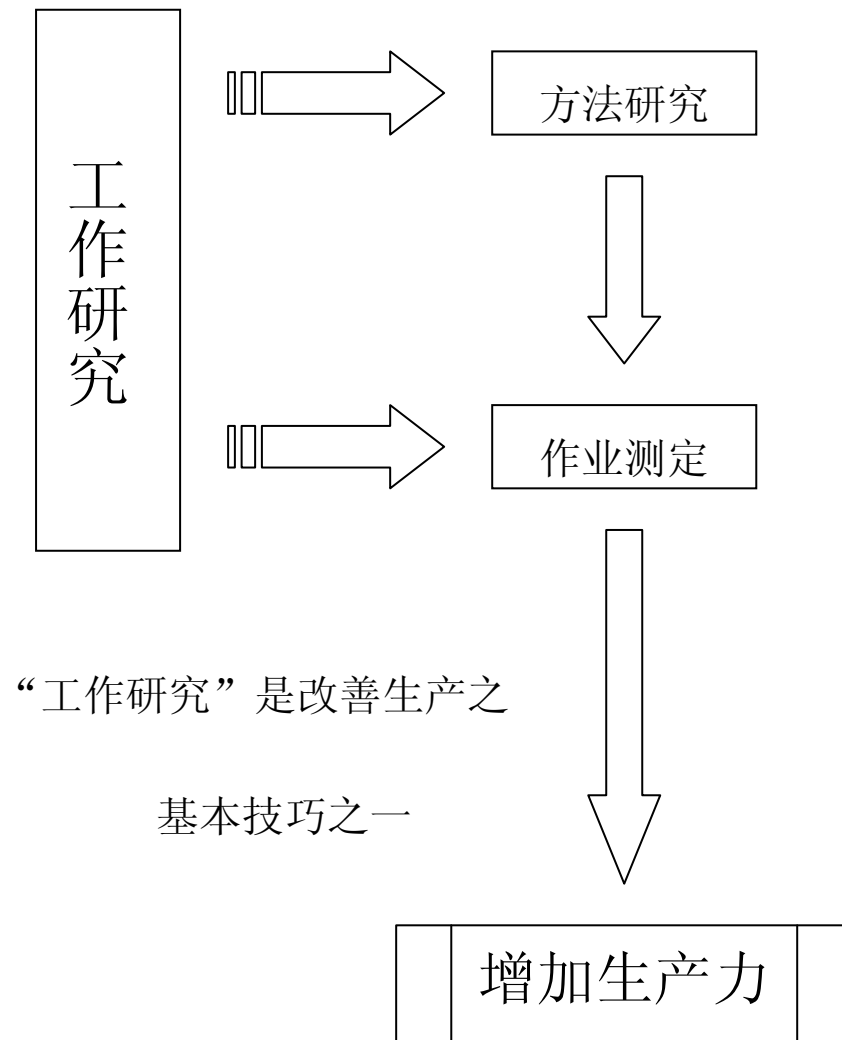 工作研究
方法研究
作业测定
“工作研究”是改善生产之
基本技巧之一
增加生产力